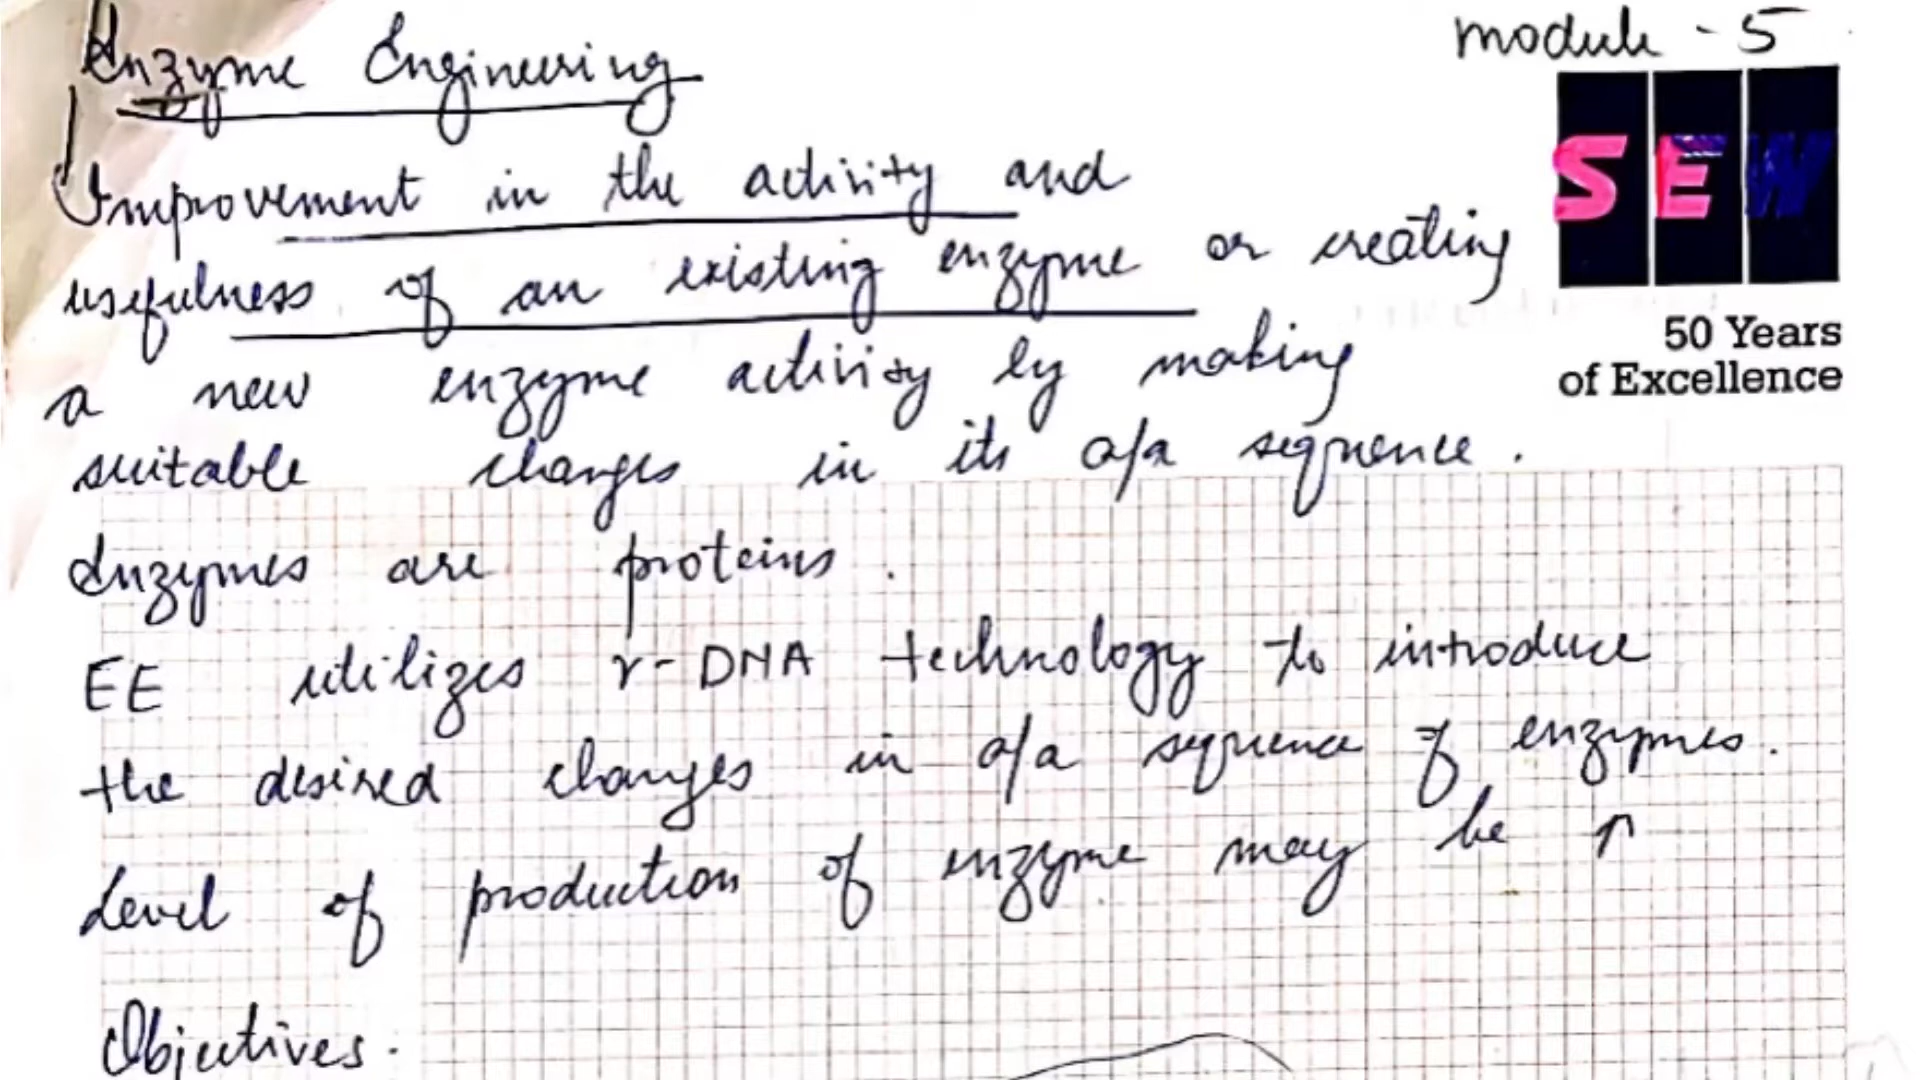 module - 5
Enzyme Engineering
SEW
Improvement in the activity and
usefulness of an existing enzyme or creating
50 Years
of Excellence
a new enzyme activity by making
suitable changes in its a/a sequence.
Enzymes are proteins.
EE utilizes r-DNA technology to introduce
the desired changes in a/a sequence of enzymes.
Level of production of enzyme may be ↑
Objectives.